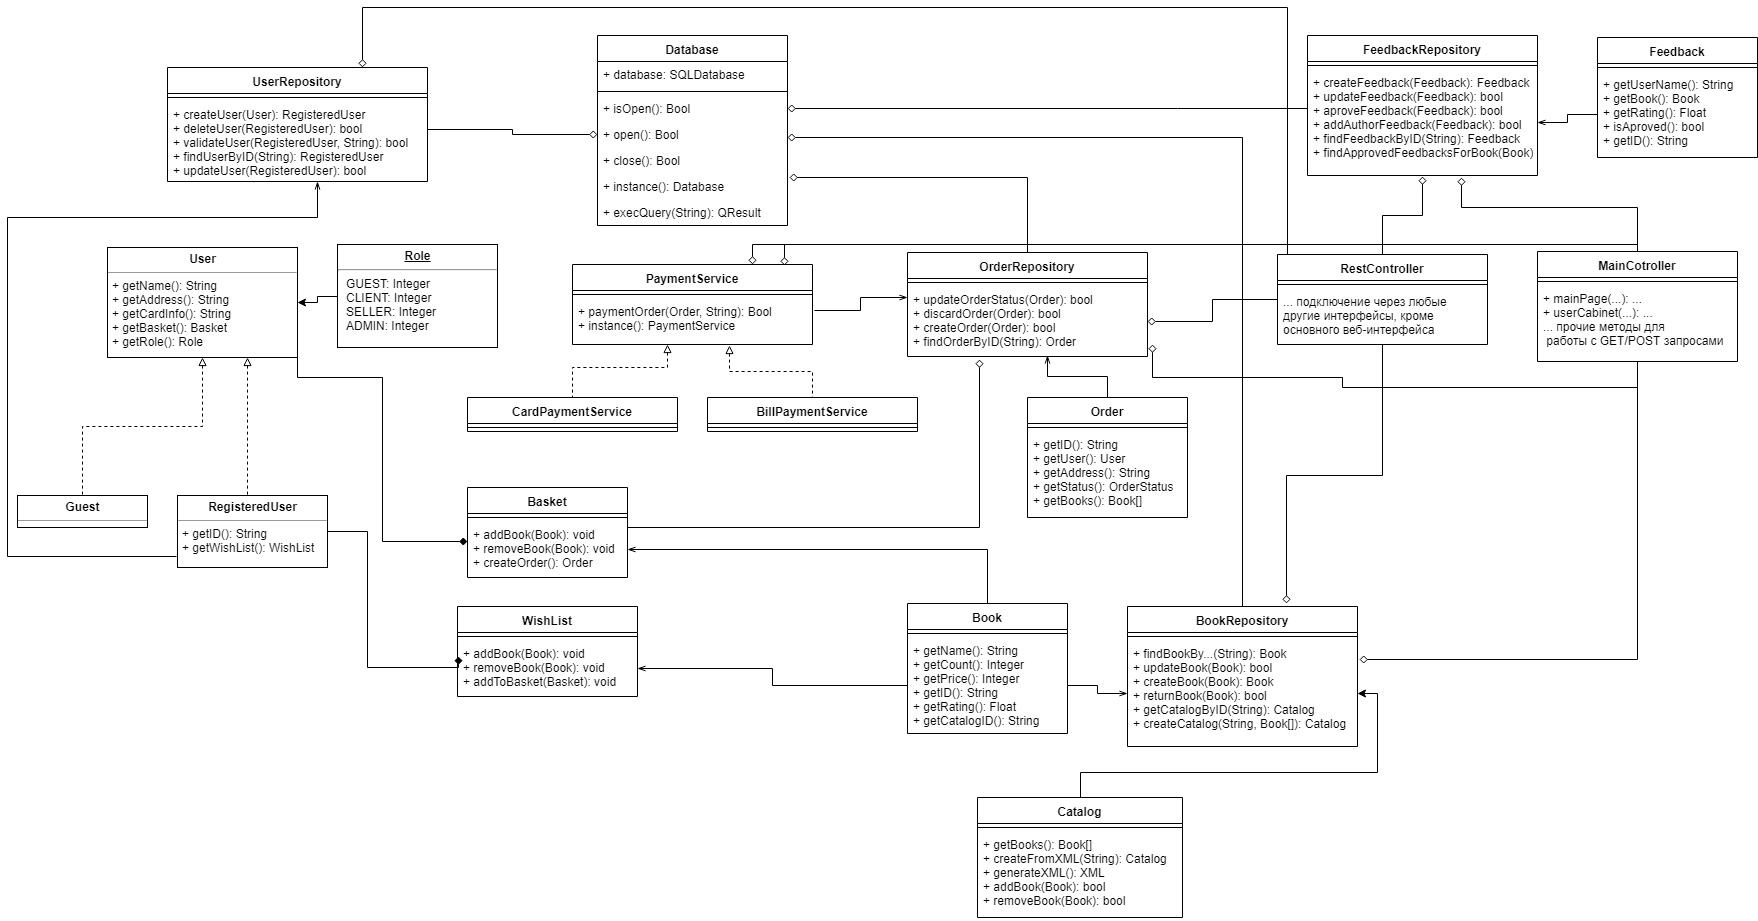 UserRepository
+ createUser(User): RegisteredUser
+ deleteUser(RegisteredUser): bool
+ validateUser(RegisteredUser, String): bool
+ findUserByID(String): RegisteredUser
+ updateUser(RegisteredUser): bool
Database
+ database: SQLDatabase
+ isOpen(): Bool
+ open(): Bool
+ close(): Bool
+ instance(): Database
+ execQuery(String): QResult
FeedbackRepository
+ createFeedback(Feedback): Feedback
+ updateFeedback(Feedback): bool
+ aproveFeedback(Feedback): bool
+ addAuthorFeedback(Feedback): bool
+ findFeedbackByID(String): Feedback
+ findApprovedFeedbacksForBook(Book)
Feedback
+ getUserName(): String
+ getBook(): Book
+ getRating(): Float
+ isAproved(): bool
+ getID(): String
User
+ getName(): String
+ getAddress(): String
+ getCardInfo(): String
+ getBasket(): Basket
+ getRole(): Role
Role
GUEST: Integer
CLIENT: Integer
SELLER: Integer
ADMIN: Integer
PaymentService
+ paymentOrder(Order, String): Bool
+ instance(): PaymentService
OrderRepository
+ updateOrderStatus(Order): bool
+ discardOrder(Order): bool
+ createOrder(Order): bool
+ findOrderByID(String): Order
RestController
... подключение через любые
другие интерфейсы, кроме
основного веб-интерфейса
MainCotroller
+ mainPage(...): ...
+ userCabinet(...): ...
... прочие методы для
работы с GET/POST запросами
CardPaymentService
BillPaymentService
Order
+ getID(): String
+ getUser(): User
+ getAddress(): String
+ getStatus(): OrderStatus
+ getBooks(): Book[]
Guest
RegisteredUser
+ getID(): String
+ getWishList(): WishList
Basket
+ addBook(Book): void
+ removeBook(Book): void
+ createOrder(): Order
WishList
+ addBook(Book): void
+ removeBook(Book): void
+ addToBasket(Basket): void
Book
+ getName(): String
+ getCount(): Integer
+ getPrice(): Integer
+ getID(): String
+ getRating(): Float
+ getCatalogID(): String
BookRepository
+ findBookBy...(String): Book
+ updateBook(Book): bool
+ createBook(Book): Book
+ returnBook(Book): bool
+ getCatalogByID(String): Catalog
+ createCatalog(String, Book[]): Catalog
Catalog
+ getBooks(): Book[]
+ createFromXML(String): Catalog
+ generateXML(): XML
+ addBook(Book): bool
+ removeBook(Book): bool